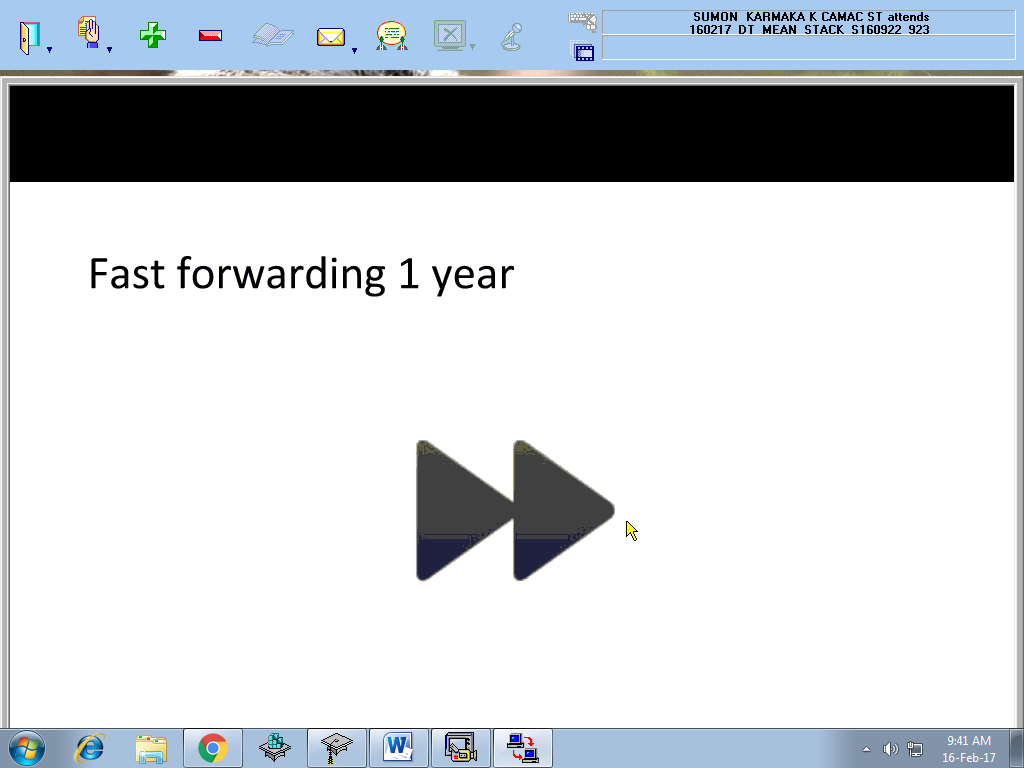 SUMON KARMAKA K CAMAC ST attends
160217 DT MEAN STACK S160922 923
Fast forwarding 1 year
9:41 AM
16-Feb-17